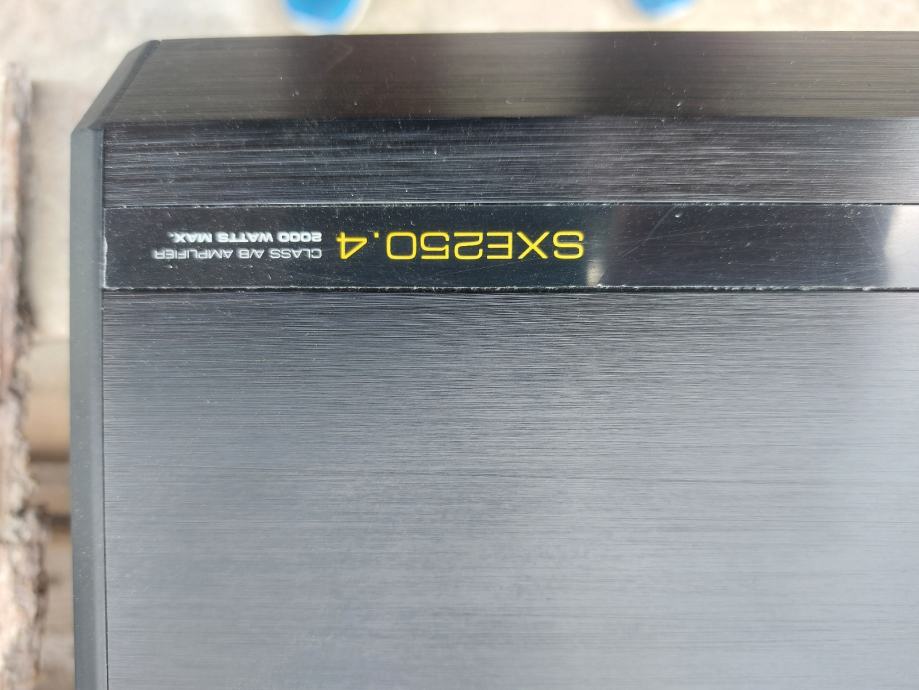 SXE250.4
CLASS A/B AMPLIFIER
2000 WATTS MAX.